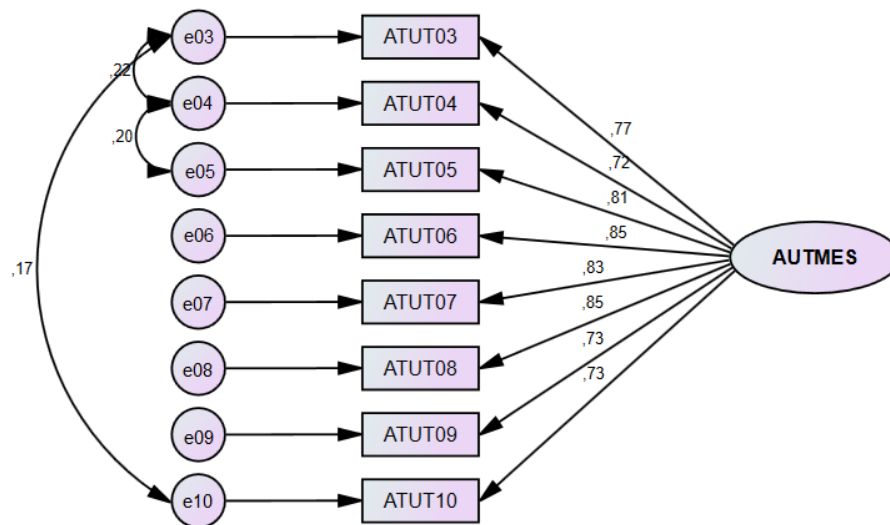 e03
ATUT03
,22
e04
ATUT04
,77
,20
,72
e05
ATUT05
,81
e06
ATUT06
,85
AUTMES
,17
,83
e07
ATUT07
,85
e08
ATUT08
,73
,73
e09
ATUT09
e10
ATUT10